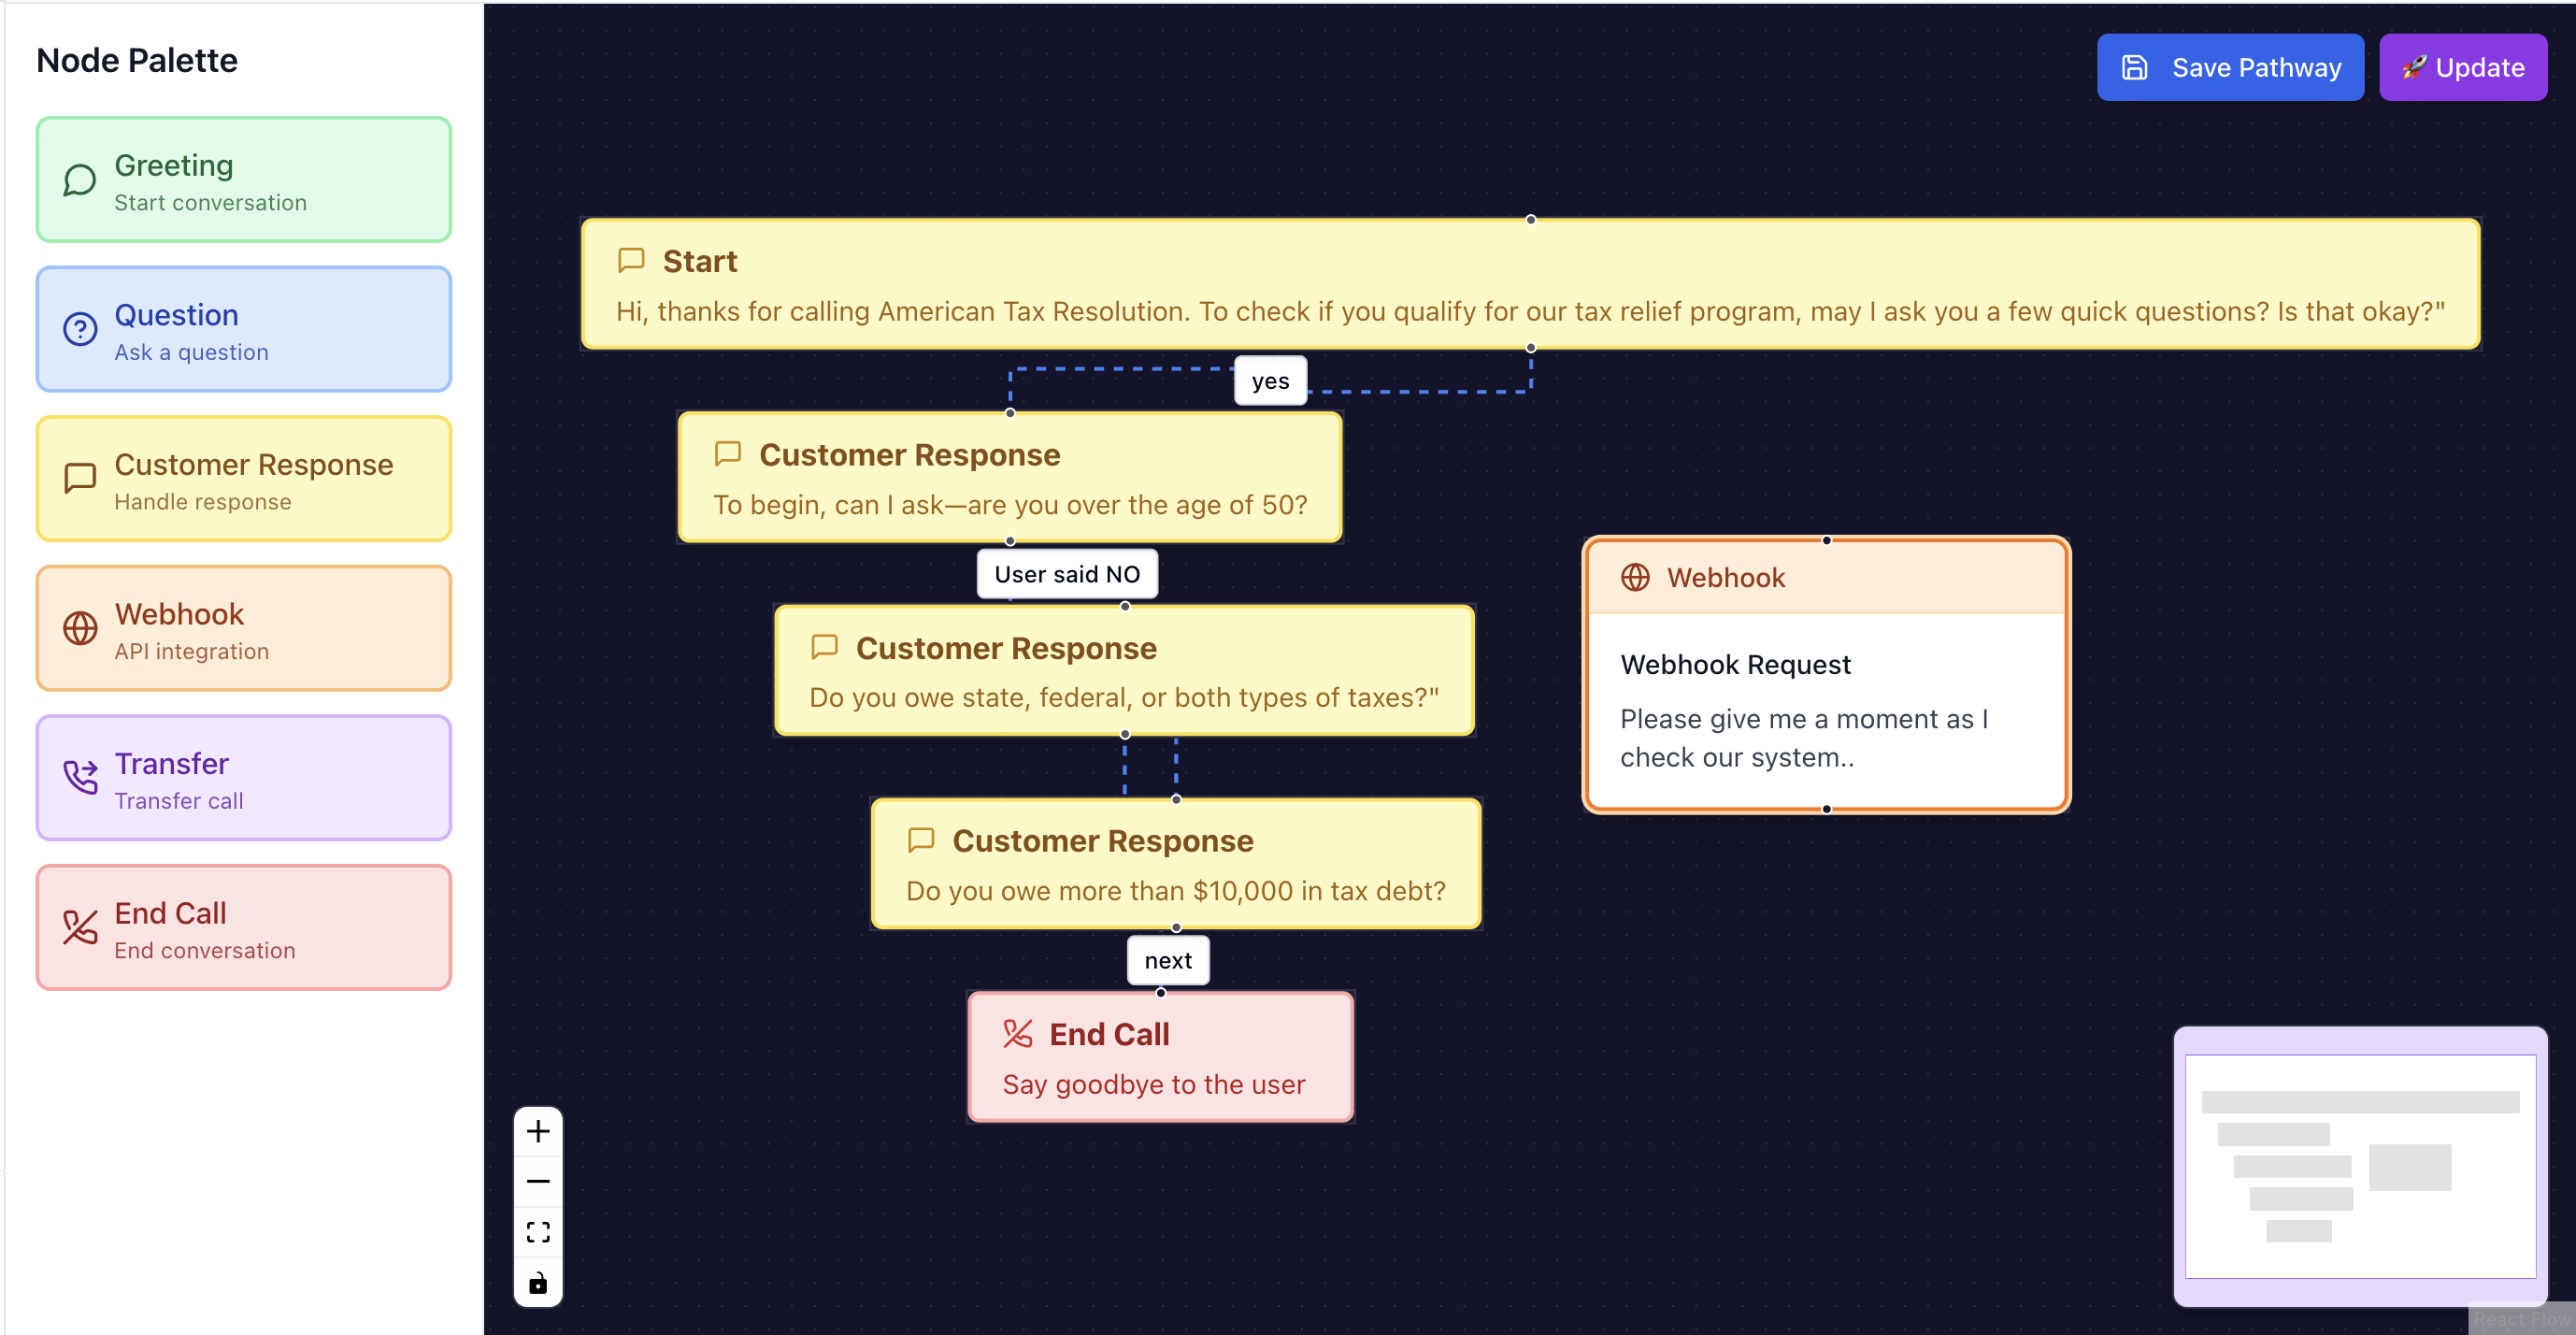 Node Palette
Greeting
Start conversation
Question
Ask a question
Customer Response
Handle response
Webhook
API integration
Transfer
Transfer call
End Call
End conversation
Save Pathway
🚀 Update
Start
Hi, thanks for calling American Tax Resolution. To check if you qualify for our tax relief program, may I ask you a few quick questions? Is that okay?"
yes
Customer Response
To begin, can I ask—are you over the age of 50?
User said NO
Customer Response
Do you owe state, federal, or both types of taxes?"
Webhook
Webhook Request
Please give me a moment as I
check our system..
Customer Response
Do you owe more than $10,000 in tax debt?
next
End Call
Say goodbye to the user
React Flow